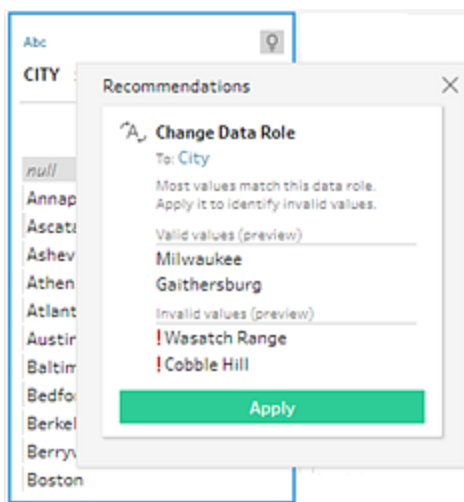 Abc
CITY
Recommendations
Change Data Role
To: City
Most values match this data role.
Apply it to identify invalid values.
Valid values (preview)
Milwaukee
Gaithersburg
Invalid values (preview)
! Wasatch Range
! Cobble Hill
Apply
null
Annap
Ascata
Ashev
Athen
Atlant
Austin
Baltim
Bedfo
Berkel
Berryv
Boston